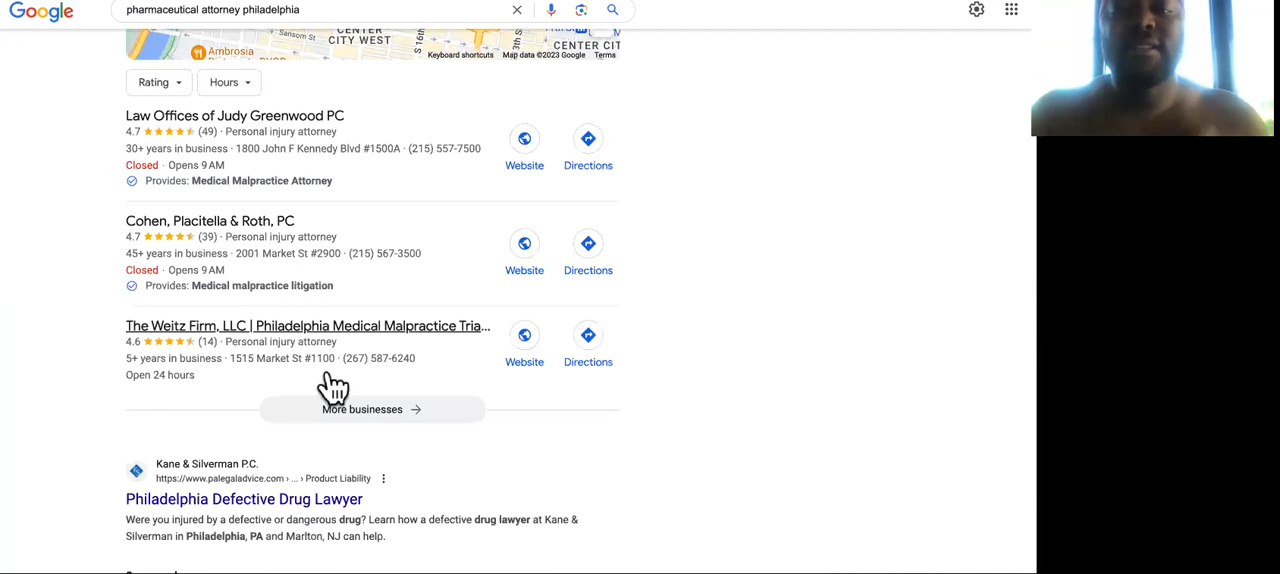 Google
pharmaceutical attorney philadelphia
CENTER
CITY WEST
Sansom St
S 16th
3th St
CENTER CIT
Ambrosia
Keyboard shortcuts Map data ©2023 Google Terms
Rating
Hours
Law Offices of Judy Greenwood PC
4.7 (49) · Personal injury attorney
30+ years in business · 1800 John F Kennedy Blvd #1500A · (215) 557-7500
Closed · Opens 9 AM
Provides: Medical Malpractice Attorney
Website
Directions
Cohen, Placitella & Roth, PC
4.7 (39) · Personal injury attorney
45+ years in business · 2001 Market St #2900 · (215) 567-3500
Closed · Opens 9 AM
Provides: Medical malpractice litigation
Website
Directions
The Weitz Firm, LLC | Philadelphia Medical Malpractice Tria...
4.6 (14) · Personal injury attorney
5+ years in business · 1515 Market St #1100 · (267) 587-6240
Open 24 hours
Website
Directions
More businesses
Kane & Silverman P.C.
https://www.palegaladvice.com › ... › Product Liability
Philadelphia Defective Drug Lawyer
Were you injured by a defective or dangerous drug? Learn how a defective drug lawyer at Kane &
Silverman in Philadelphia, PA and Marlton, NJ can help.